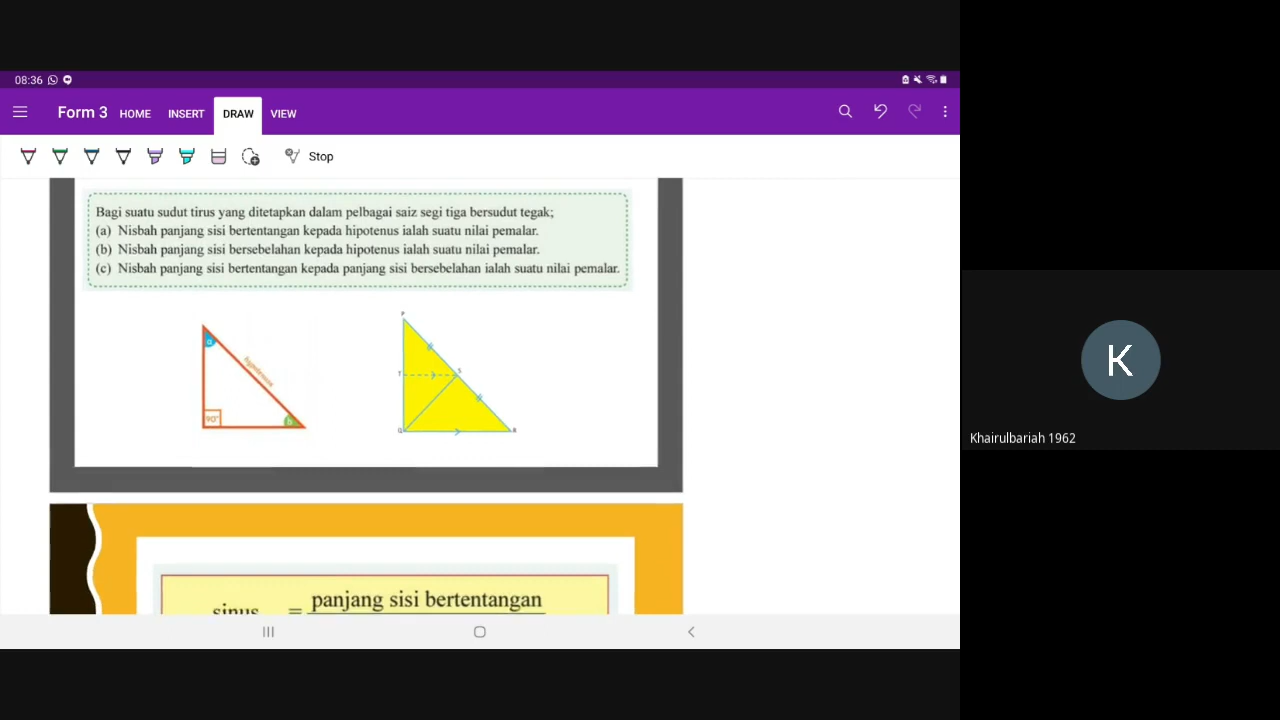 08:36
Form 3 HOME INSERT DRAW VIEW
Stop
Bagi suatu sudut tirus yang ditetapkan dalam pelbagai saiz segi tiga bersudut tegak;
(a) Nisbah panjang sisi bertentangan kepada hipotenus ialah suatu nilai pemalar.
(b) Nisbah panjang sisi bersebelahan kepada hipotenus ialah suatu nilai pemalar.
(c) Nisbah panjang sisi bertentangan kepada panjang sisi bersebelahan ialah suatu nilai pemalar.
a
90°
b
P
T
S
Q
R
panjang sisi bertentangan
sinus =
K
Khairulbariah 1962